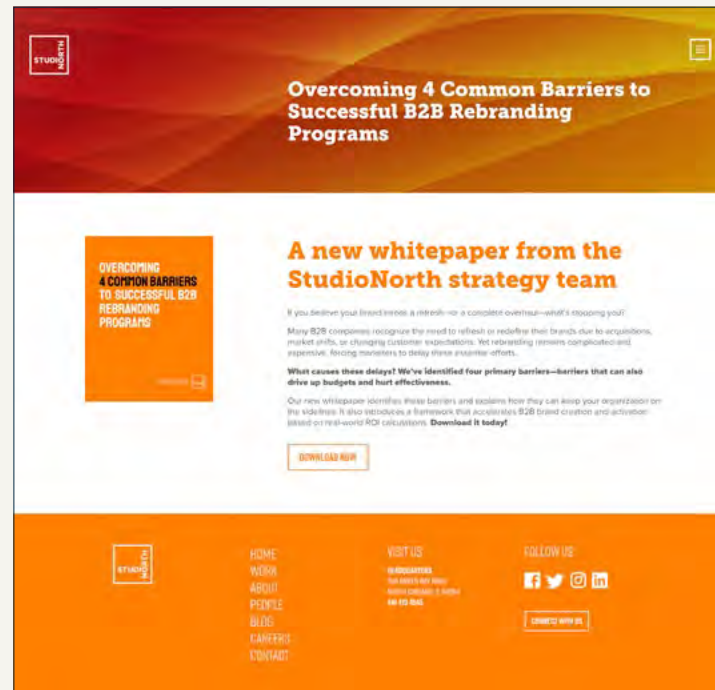 STUDIO
NORTH
Overcoming 4 Common Barriers to
Successful B2B Rebranding
Programs
OVERCOMING
4 COMMON BARRIERS
TO SUCCESSFUL B2B
REBRANDING
PROGRAMS
A new whitepaper from the
StudioNorth strategy team
If you believe your brand needs a refresh—or a complete overhaul—what's stopping you?
Many B2B companies recognize the need to refresh or redefine their brands due to acquisitions,
market shifts, or changing customer expectations. Yet rebranding remains complicated and
expensive, forcing marketers to delay these essential efforts.
What causes these delays? We've identified four primary barriers—barriers that can also
drive up budgets and hurt effectiveness.
Our new whitepaper identifies these barriers and explains how they can keep your organization on
the sidelines. It also introduces a framework that accelerates B2B brand creation and activation
based on real-world ROI calculations. Download it today!
DOWNLOAD NOW
STUDIO
NORTH
HOME
WORK
ABOUT
PEOPLE
BLOG
CAREERS
CONTACT
VISIT US
HEADQUARTERS
FOLLOW US
CONNECT WITH US